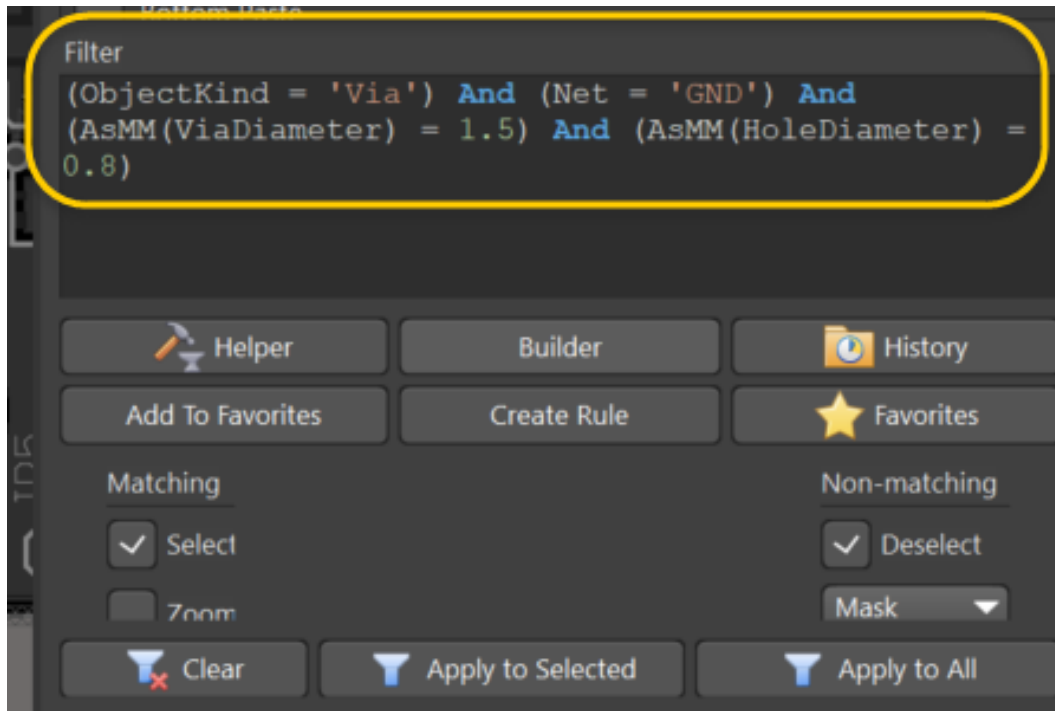 Bottom Paste
Filter
(ObjectKind = 'Via') And (Net = 'GND') And
(AsMM(ViaDiameter) = 1.5) And (AsMM(HoleDiameter) =
0.8)
Helper Builder History
Add To Favorites Create Rule Favorites
Matching Non-matching
Select Deselect
Zoom Mask
Clear Apply to Selected Apply to All